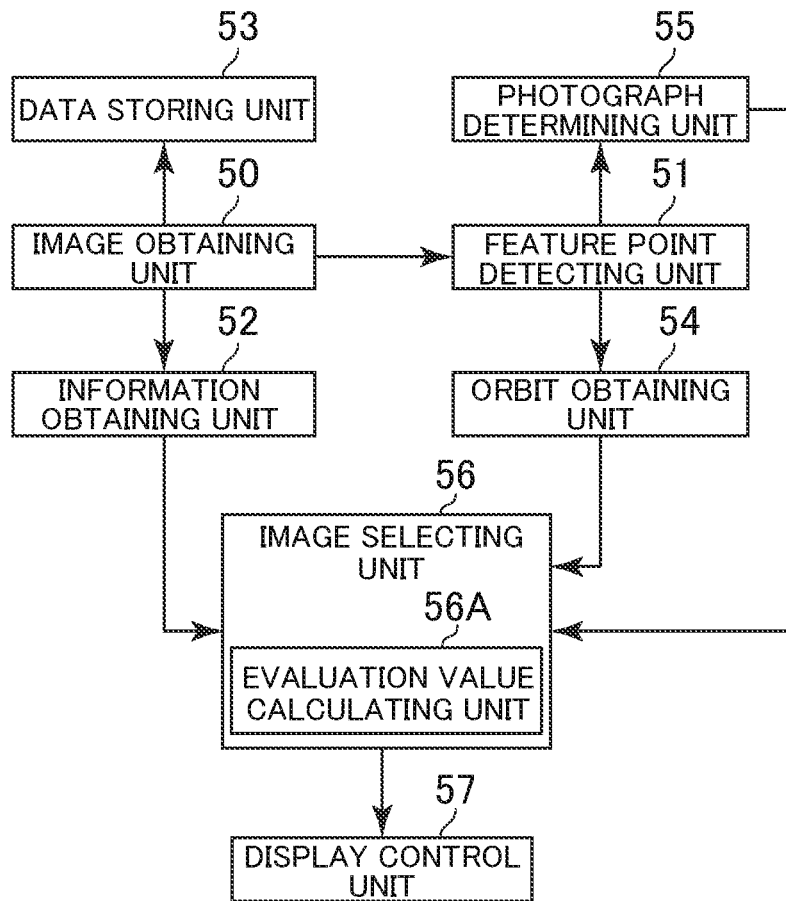 53
DATA STORING UNIT
55
PHOTOGRAPH
DETERMINING UNIT
50
IMAGE OBTAINING
UNIT
51
FEATURE POINT
DETECTING UNIT
52
INFORMATION
OBTAINING UNIT
54
ORBIT OBTAINING
UNIT
56
IMAGE SELECTING
UNIT
56A
EVALUATION VALUE
CALCULATING UNIT
57
DISPLAY CONTROL
UNIT